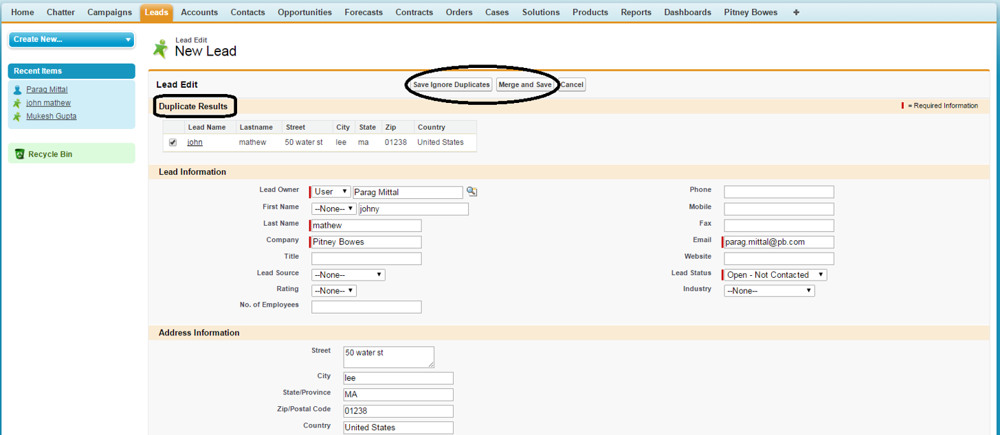 Home Chatter Campaigns Leads Accounts Contacts Opportunities Forecasts Contracts Orders Cases Solutions Products Reports Dashboards Pitney Bowes +
Create New...
Recent Items
Parag Mittal
john mathew
Mukesh Gupta
Recycle Bin
Lead Edit
New Lead
Lead Edit Save Ignore Duplicates Merge and Save Cancel
Duplicate Results = Required Information
Lead Name Lastname Street City State Zip Country
john mathew 50 water st lee ma 01238 United States
Lead Information
Lead Owner User Parag Mittal Phone
First Name --None-- johny Mobile
Last Name mathew Fax
Company Pitney Bowes Email parag.mittal@pb.com
Title Website
Lead Source --None-- Lead Status Open - Not Contacted
Rating --None-- Industry --None--
No. of Employees
Address Information
Street 50 water st
City lee
State/Province MA
Zip/Postal Code 01238
Country United States